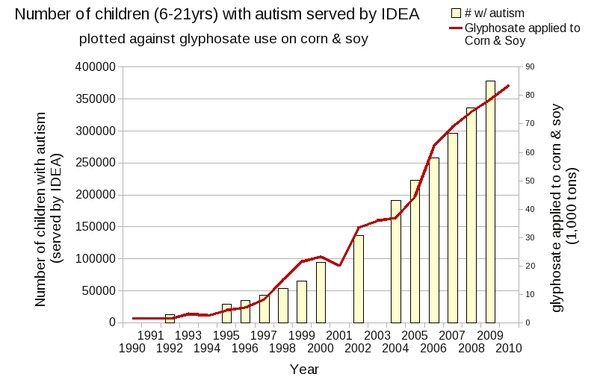 Number of children (6-21yrs) with autism served by IDEA
plotted against glyphosate use on corn & soy
# w/ autism
Glyphosate applied to
Corn & Soy
Number of children with autism
(served by IDEA)
400000
350000
300000
250000
200000
150000
100000
50000
0
90
80
70
60
50
40
30
20
10
0
glyphosate applied to corn & soy
(1,000 tons)
1991 1993 1995 1997 1999 2001 2003 2005 2007 2009
1990 1992 1994 1996 1998 2000 2002 2004 2006 2008 2010
Year